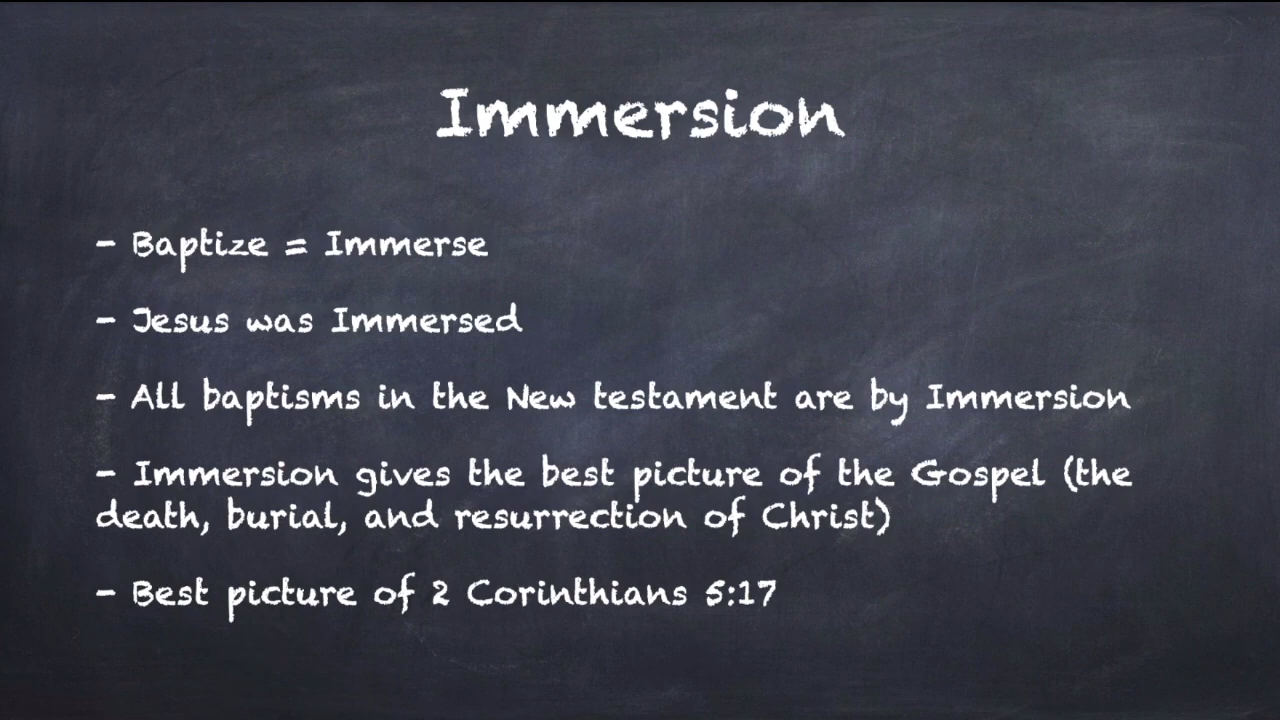 Immersion
- Baptize = Immerse
- Jesus was Immersed
- All baptisms in the New testament are by Immersion
- Immersion gives the best picture of the Gospel (the
death, burial, and resurrection of Christ)
- Best picture of 2 Corinthians 5:17